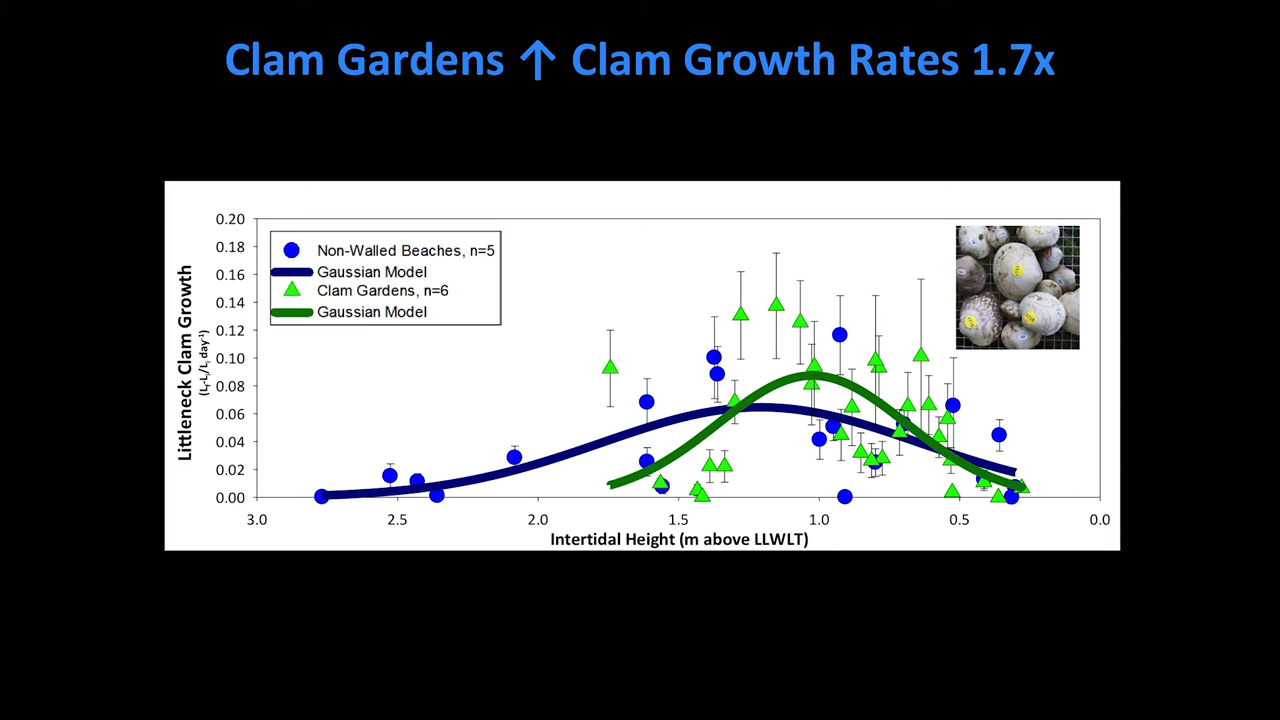 Clam Gardens ↑ Clam Growth Rates 1.7x
Littleneck Clam Growth
0.20
0.18
0.16
0.14
0.12
0.10
0.08
0.06
0.04
0.02
0.00
Non-Walled Beaches, n=5
Gaussian Model
Clam Gardens, n=6
Gaussian Model
3.0 2.5 2.0 1.5 1.0 0.5 0.0
Intertidal Height (m above LLWLT)